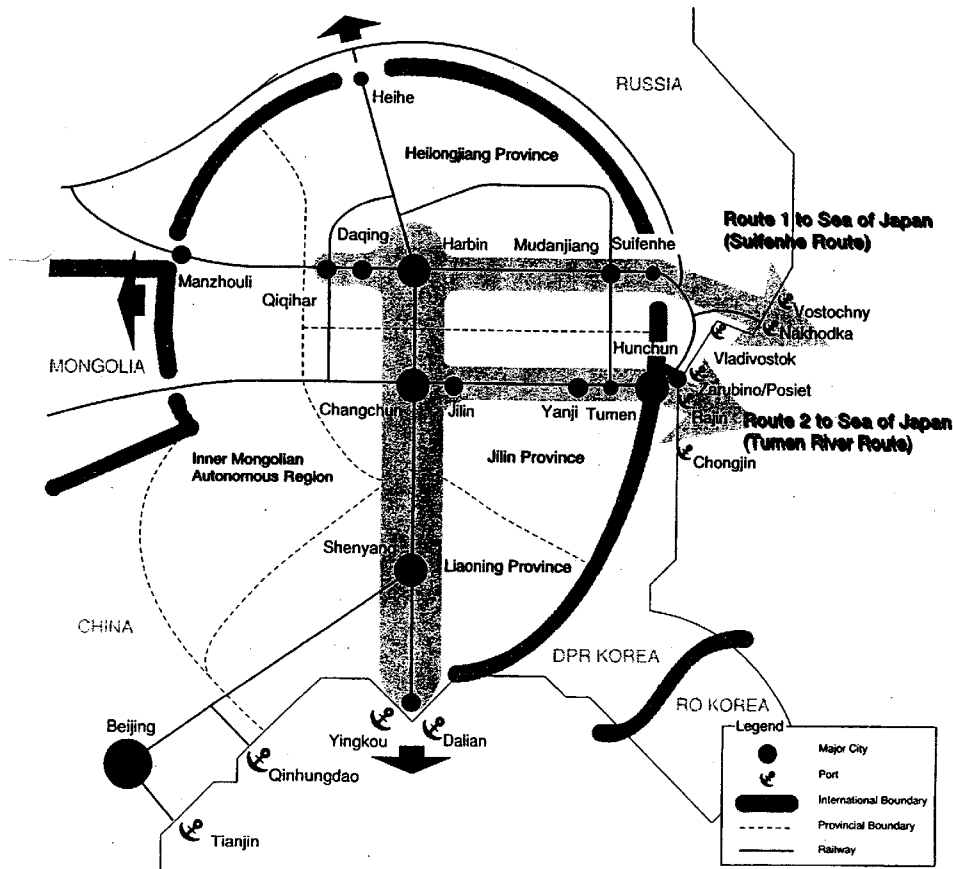 RUSSIA
Heihe
Heilongjiang Province
Route 1 to Sea of Japan
(Suifenhe Route)
Daqing
Harbin
Mudanjiang
Suifenhe
Manzhouli
Qiqihar
Vostochny
Nakhodka
Hunchun
Vladivostok
MONGOLIA
Zarubino/Posiet
Changchun
Jilin
Yanji
Tumen
Rajin
Route 2 to Sea of Japan
(Tumen River Route)
Inner Mongolian
Autonomous Region
Jilin Province
Chongjin
Shenyang
Liaoning Province
CHINA
DPR KOREA
RO KOREA
Beijing
Yingkou
Dalian
Qinhungdao
Tianjin
Legend
Major City
Port
International Boundary
Provincial Boundary
Railway